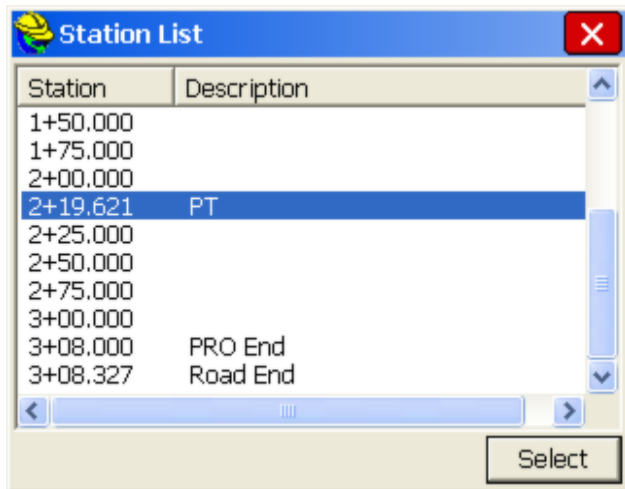 Station List
Station Description
1+50.000
1+75.000
2+00.000
2+19.621 PT
2+25.000
2+50.000
2+75.000
3+00.000
3+08.000 PRO End
3+08.327 Road End
Select